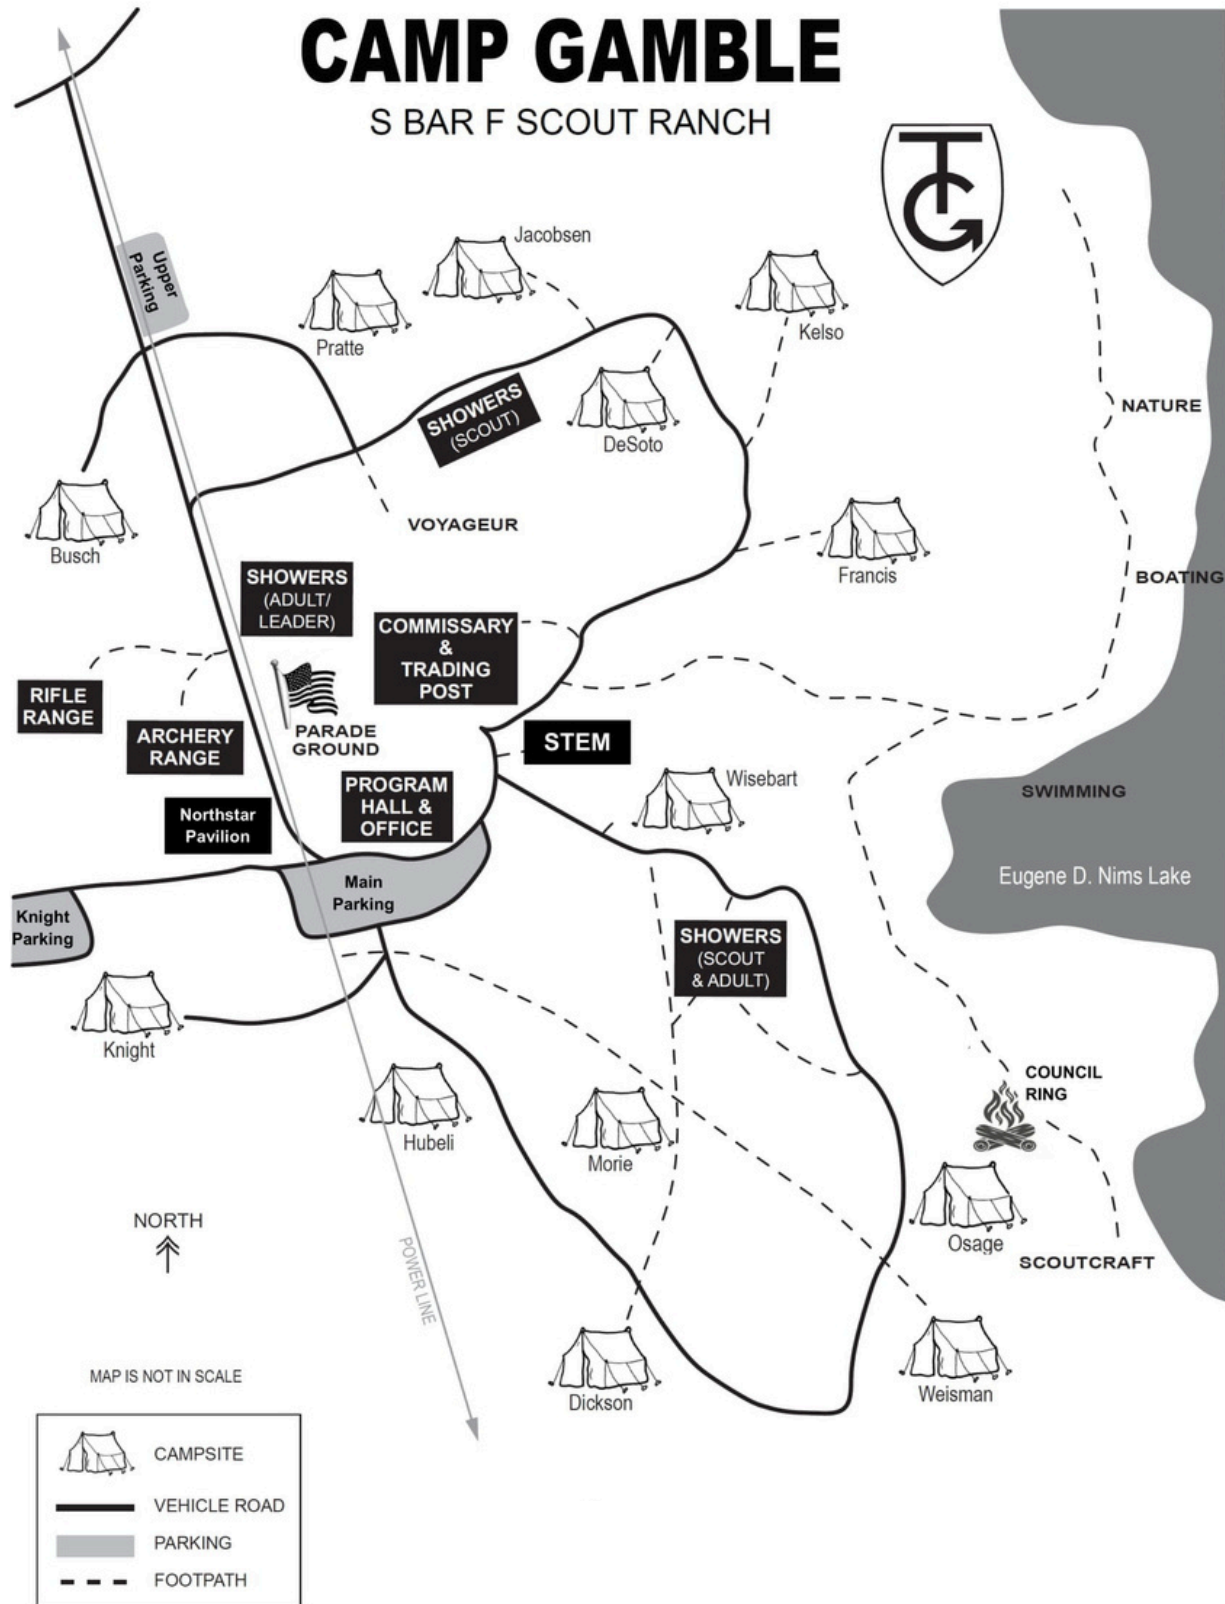 CAMP GAMBLE
S BAR F SCOUT RANCH
TG
Upper
Parking
Jacobsen
Pratte
Kelso
SHOWERS
(SCOUT)
DeSoto
NATURE
Busch
VOYAGEUR
Francis
BOATING
SHOWERS
(ADULT/
LEADER)
COMMISSARY
&
TRADING
POST
RIFLE
RANGE
ARCHERY
RANGE
PARADE
GROUND
STEM
PROGRAM
HALL &
OFFICE
Wisebart
SWIMMING
Northstar
Pavilion
Eugene D. Nims Lake
Main
Parking
Knight
Parking
SHOWERS
(SCOUT
& ADULT)
Knight
COUNCIL
RING
Hubeli
Morie
Osage
SCOUTCRAFT
NORTH
POWER LINE
MAP IS NOT IN SCALE
Dickson
Weisman
CAMPSITE
VEHICLE ROAD
PARKING
FOOTPATH